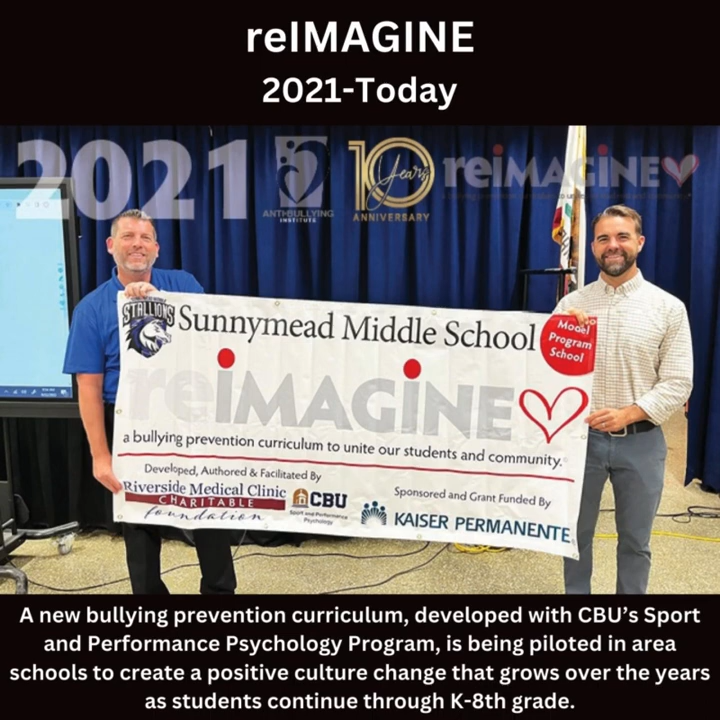 reIMAGINE
2021-Today
2021
ANTI-BULLYING
INSTITUTE
10 Years
ANNIVERSARY
reiMAGiNE
STALLIONS
Sunnymead Middle School
Model
Program
School
reiMAGiNE
a bullying prevention curriculum to unite our students and community.
Developed, Authored & Facilitated By
Riverside Medical Clinic
CHARITABLE
foundation
CBU
Sport and Performance
Psychology
Sponsored and Grant Funded By
KAISER PERMANENTE
A new bullying prevention curriculum, developed with CBU’s Sport
and Performance Psychology Program, is being piloted in area
schools to create a positive culture change that grows over the years
as students continue through K-8th grade.